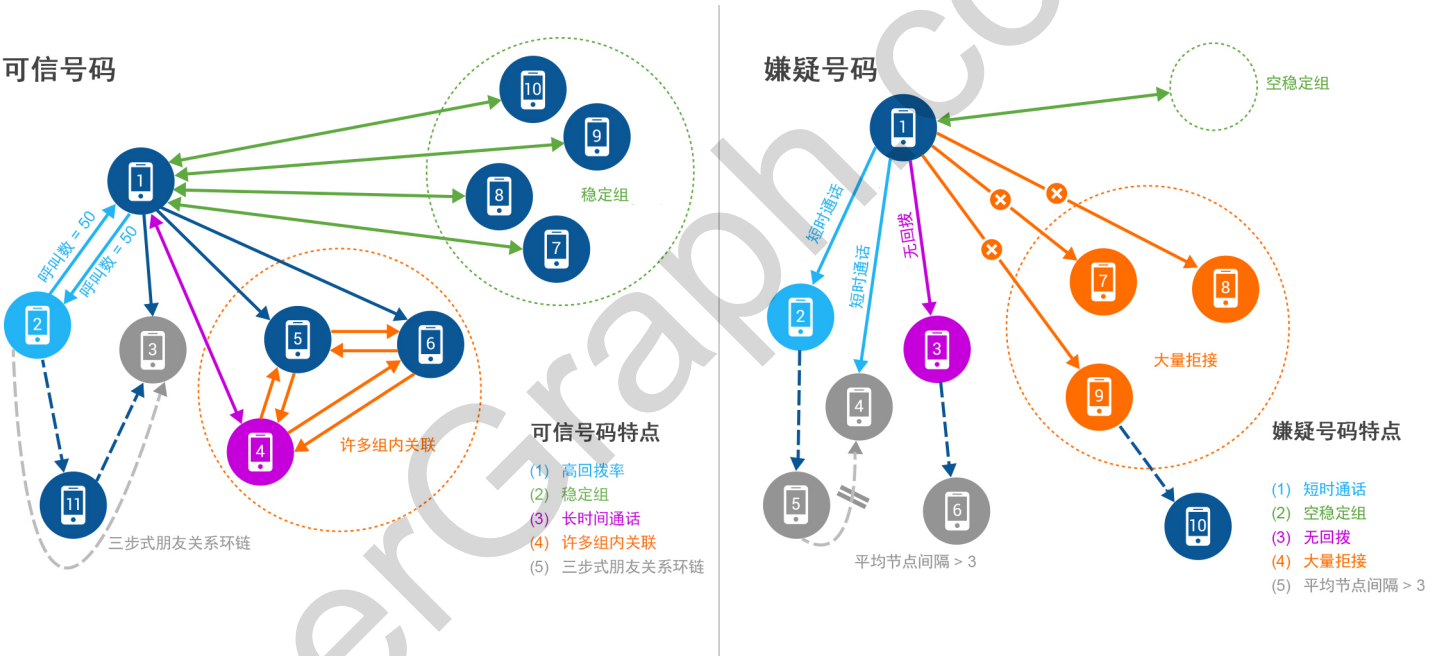 可信号码
10
9
1
8
稳定组
7
呼叫数 = 50
呼叫数 = 50
2
3
5
6
4
许多组内关联
11
三步式朋友关系环链
可信号码特点
(1) 高回拨率
(2) 稳定组
(3) 长时间通话
(4) 许多组内关联
(5) 三步式朋友关系环链
嫌疑号码
空稳定组
1
短时通话
短时通话
无回拨
7
8
2
3
大量拒接
4
9
5
6
10
平均节点间隔 > 3
嫌疑号码特点
(1) 短时通话
(2) 空稳定组
(3) 无回拨
(4) 大量拒接
(5) 平均节点间隔 > 3
erGraph.co